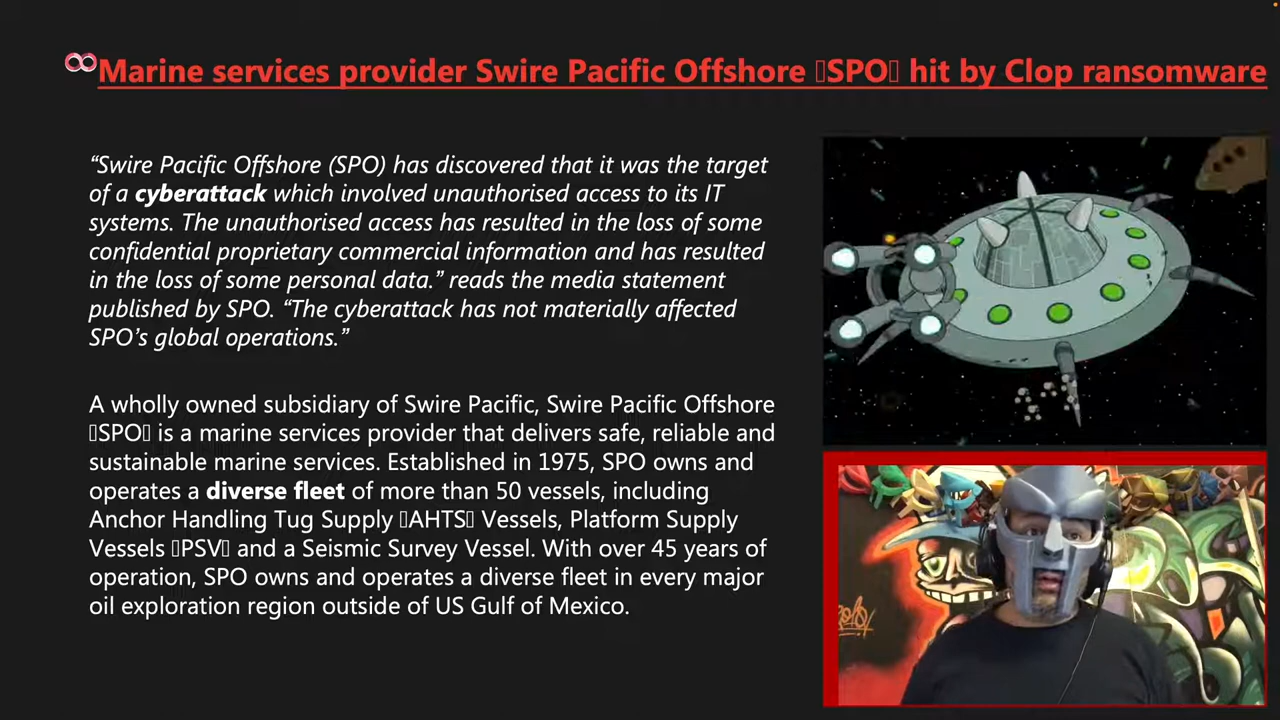 Marine services provider Swire Pacific Offshore ▯SPO▯ hit by Clop ransomware
“Swire Pacific Offshore (SPO) has discovered that it was the target
of a cyberattack which involved unauthorised access to its IT
systems. The unauthorised access has resulted in the loss of some
confidential proprietary commercial information and has resulted
in the loss of some personal data.” reads the media statement
published by SPO. “The cyberattack has not materially affected
SPO’s global operations.”
A wholly owned subsidiary of Swire Pacific, Swire Pacific Offshore
▯SPO▯ is a marine services provider that delivers safe, reliable and
sustainable marine services. Established in 1975, SPO owns and
operates a diverse fleet of more than 50 vessels, including
Anchor Handling Tug Supply ▯AHTS▯ Vessels, Platform Supply
Vessels ▯PSV▯ and a Seismic Survey Vessel. With over 45 years of
operation, SPO owns and operates a diverse fleet in every major
oil exploration region outside of US Gulf of Mexico.